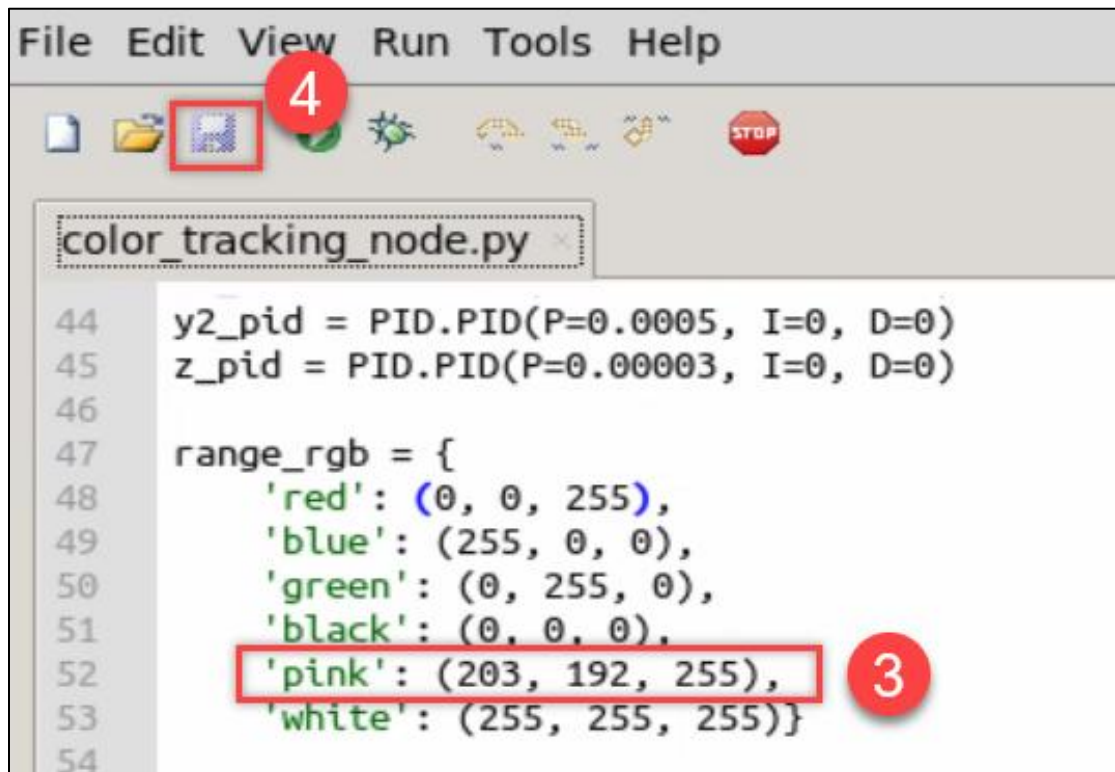 File Edit View Run Tools Help
4
STOP
color_tracking_node.py ×
44 y2_pid = PID.PID(P=0.0005, I=0, D=0)
45 z_pid = PID.PID(P=0.00003, I=0, D=0)
46
47 range_rgb = {
48 'red': (0, 0, 255),
49 'blue': (255, 0, 0),
50 'green': (0, 255, 0),
51 'black': (0, 0, 0),
52 'pink': (203, 192, 255), 3
53 'white': (255, 255, 255)}
54